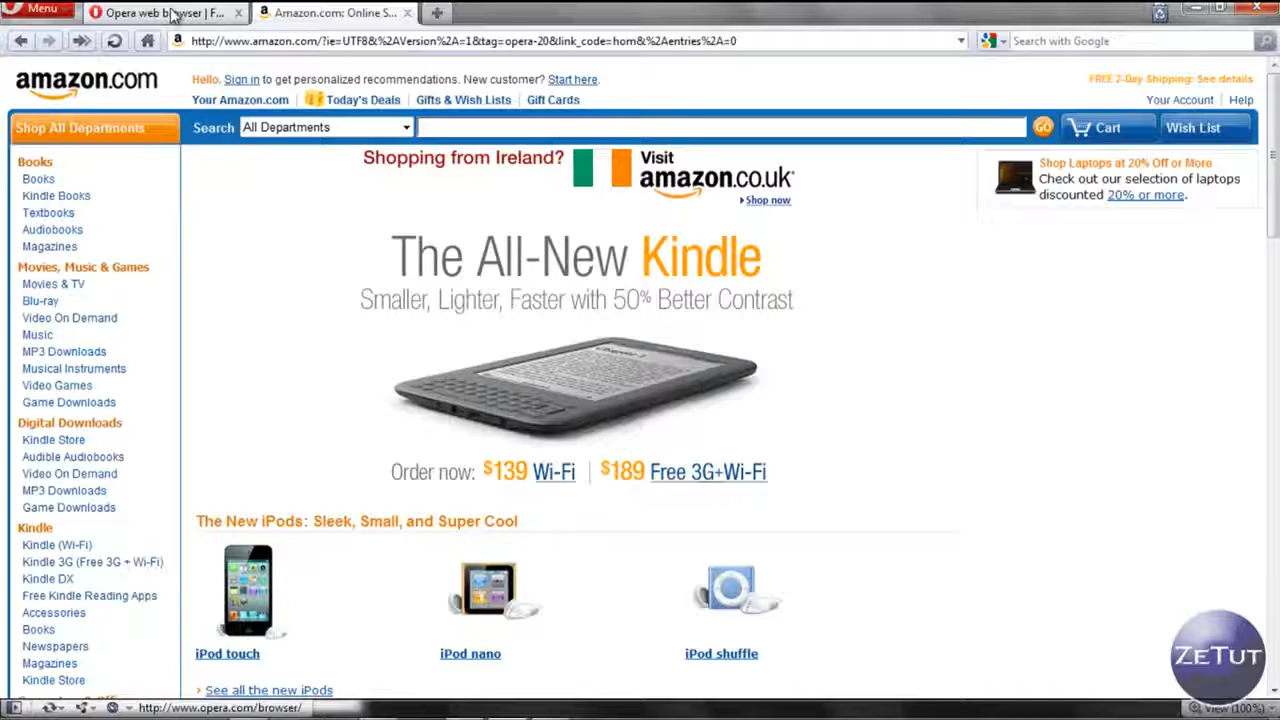 Menu
Opera web browser | F...
Amazon.com: Online S...
http://www.amazon.com/?ie=UTF8&%2AVersion%2A=1&tag=opera-20&link_code=hom&%2Aentries%2A=0
Search with Google
amazon.com
Hello. Sign in to get personalized recommendations. New customer? Start here.
FREE 2-Day Shipping: See details
Your Amazon.com
Today's Deals
Gifts & Wish Lists
Gift Cards
Your Account | Help
Shop All Departments
Search
All Departments
GO
Cart
Wish List
Books
Books
Kindle Books
Textbooks
Audiobooks
Magazines
Movies, Music & Games
Movies & TV
Blu-ray
Video On Demand
Music
MP3 Downloads
Musical Instruments
Video Games
Game Downloads
Digital Downloads
Kindle Store
Audible Audiobooks
Video On Demand
MP3 Downloads
Game Downloads
Kindle
Kindle (Wi-Fi)
Kindle 3G (Free 3G + Wi-Fi)
Kindle DX
Free Kindle Reading Apps
Accessories
Books
Newspapers
Magazines
Kindle Store
Shopping from Ireland?
Visit
amazon.co.uk
Shop now
Shop Laptops at 20% Off or More
Check out our selection of laptops
discounted 20% or more.
The All-New Kindle
Smaller, Lighter, Faster with 50% Better Contrast
Order now: $139 Wi-Fi | $189 Free 3G+Wi-Fi
The New iPods: Sleek, Small, and Super Cool
iPod touch
iPod nano
iPod shuffle
See all the new iPods
ZETUT
http://www.opera.com/browser/
View (100%)